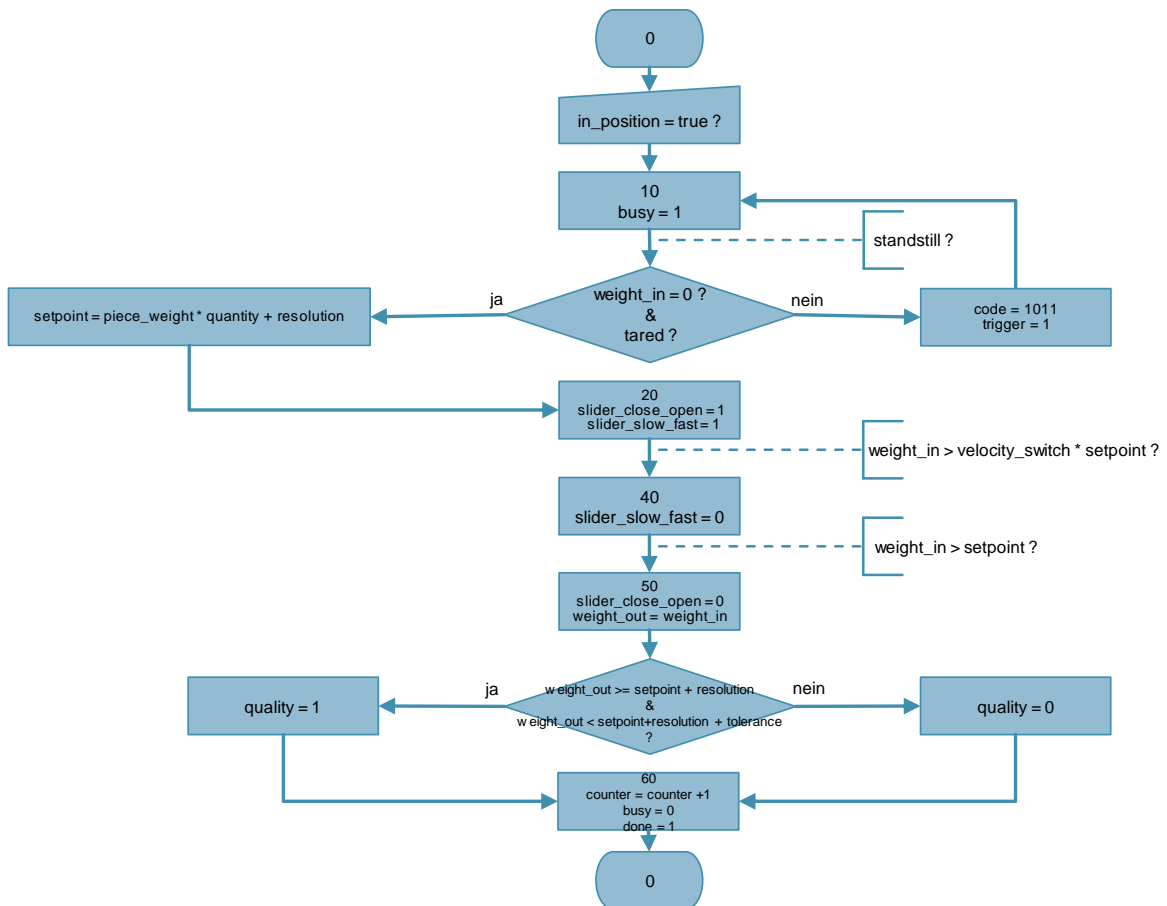 0
in_position = true ?
10
busy = 1
standstill ?
weight_in = 0 ?
&
tared ?
ja
nein
setpoint = piece_weight * quantity + resolution
code = 1011
trigger = 1
20
slider_close_open = 1
slider_slow_fast = 1
weight_in > velocity_switch * setpoint ?
40
slider_slow_fast = 0
weight_in > setpoint ?
50
slider_close_open = 0
weight_out = weight_in
ja
weight_out >= setpoint + resolution
&
weight_out < setpoint+resolution + tolerance
?
nein
quality = 1
quality = 0
60
counter = counter +1
busy = 0
done = 1
0